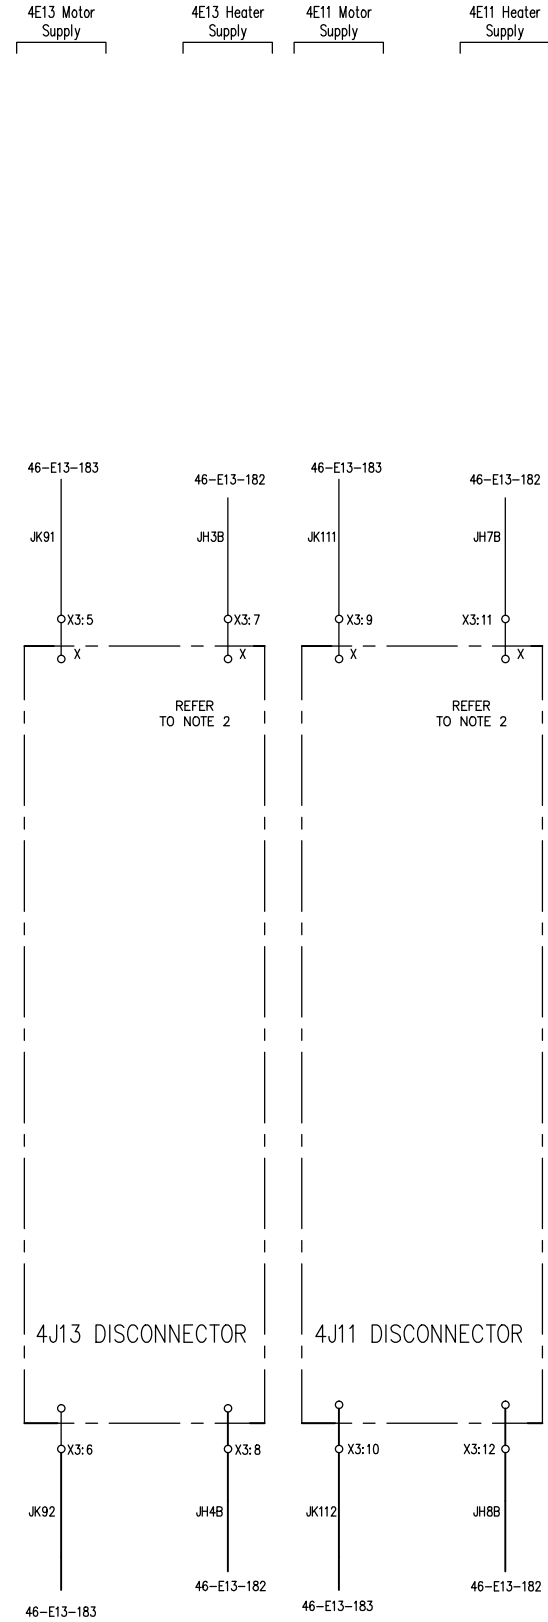 4E13 Motor
Supply
4E13 Heater
Supply
4E11 Motor
Supply
4E11 Heater
Supply
46-E13-183
46-E13-182
46-E13-183
46-E13-182
JK91
JH3B
JK111
JH7B
X3:5
X3:7
X3:9
X3:11
X
X
X
X
REFER
TO NOTE 2
REFER
TO NOTE 2
4J13 DISCONNECTOR
4J11 DISCONNECTOR
X3:6
X3:8
X3:10
X3:12
JK92
JH4B
JK112
JH8B
46-E13-183
46-E13-182
46-E13-183
46-E13-182